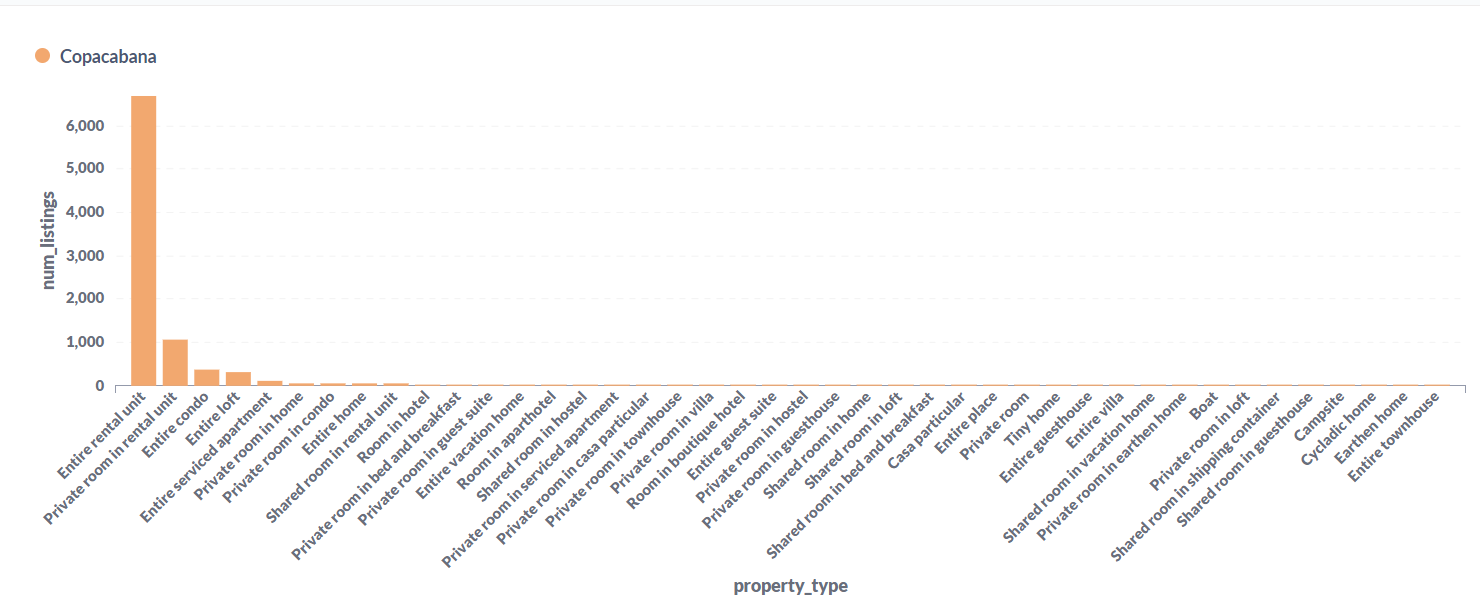 Copacabana
num_listings
6,000
5,000
4,000
3,000
2,000
1,000
0
Entire rental unit
Private room in rental unit
Entire condo
Entire loft
Entire serviced apartment
Private room in home
Private room in condo
Entire home
Shared room in rental unit
Room in hotel
Private room in bed and breakfast
Private room in guest suite
Entire vacation home
Room in aparthotel
Shared room in hostel
Private room in serviced apartment
Private room in casa particular
Private room in townhouse
Private room in villa
Room in boutique hotel
Entire guest suite
Private room in hostel
Private room in guesthouse
Shared room in home
Shared room in loft
Shared room in bed and breakfast
Casa particular
Entire place
Private room
Tiny home
Entire guesthouse
Entire villa
Shared room in vacation home
Private room in earthen home
Boat
Private room in loft
Shared room in shipping container
Shared room in guesthouse
Campsite
Cycladic home
Earthen home
Entire townhouse
property_type